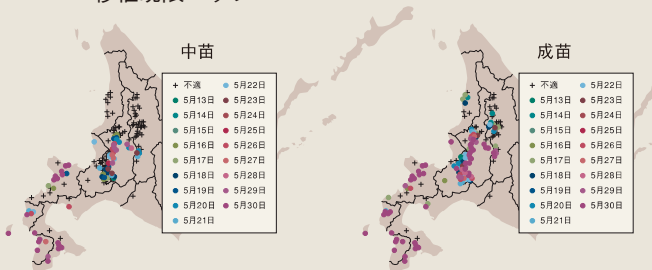 中苗
+ 不適
5月13日
5月14日
5月15日
5月16日
5月17日
5月18日
5月19日
5月20日
5月21日
5月22日
5月23日
5月24日
5月25日
5月26日
5月27日
5月28日
5月29日
5月30日
成苗
+ 不適
5月13日
5月14日
5月15日
5月16日
5月17日
5月18日
5月19日
5月20日
5月21日
5月22日
5月23日
5月24日
5月25日
5月26日
5月27日
5月28日
5月29日
5月30日